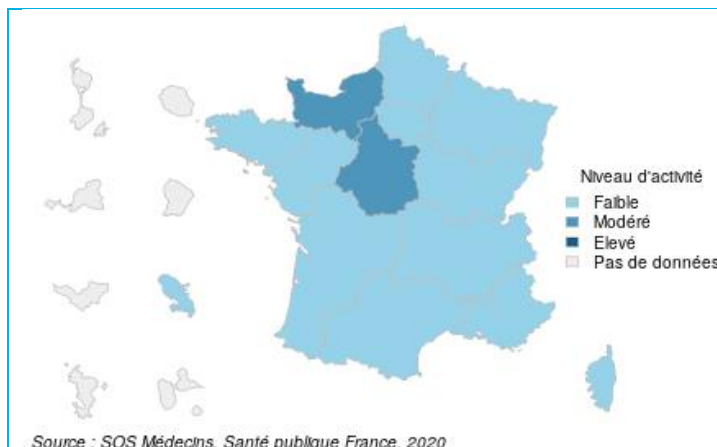 Niveau d'activité
Faible
Modéré
Elevé
Pas de données
Source : SOS Médecins, Santé publique France, 2020